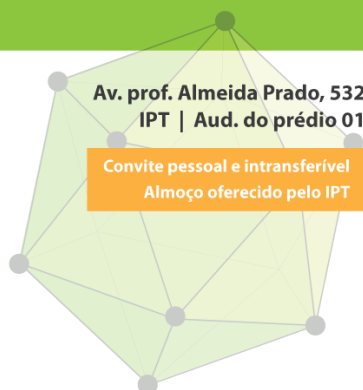 Av. prof. Almeida Prado, 532
IPT | Aud. do prédio 01
Convite pessoal e intransferível
Almoço oferecido pelo IPT